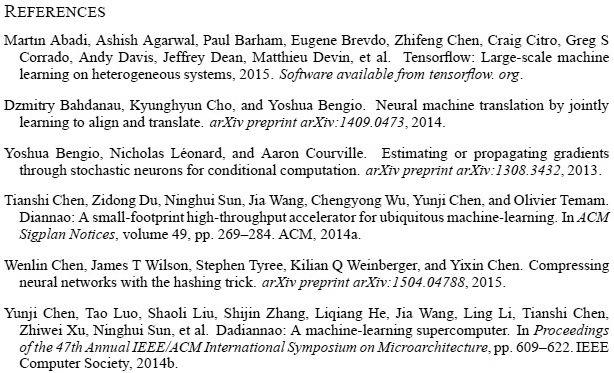 REFERENCES
Martın Abadi, Ashish Agarwal, Paul Barham, Eugene Brevdo, Zhifeng Chen, Craig Citro, Greg S
Corrado, Andy Davis, Jeffrey Dean, Matthieu Devin, et al. Tensorflow: Large-scale machine
learning on heterogeneous systems, 2015. Software available from tensorflow. org.
Dzmitry Bahdanau, Kyunghyun Cho, and Yoshua Bengio. Neural machine translation by jointly
learning to align and translate. arXiv preprint arXiv:1409.0473, 2014.
Yoshua Bengio, Nicholas Léonard, and Aaron Courville. Estimating or propagating gradients
through stochastic neurons for conditional computation. arXiv preprint arXiv:1308.3432, 2013.
Tianshi Chen, Zidong Du, Ninghui Sun, Jia Wang, Chengyong Wu, Yunji Chen, and Olivier Temam.
Diannao: A small-footprint high-throughput accelerator for ubiquitous machine-learning. In ACM
Sigplan Notices, volume 49, pp. 269–284. ACM, 2014a.
Wenlin Chen, James T Wilson, Stephen Tyree, Kilian Q Weinberger, and Yixin Chen. Compressing
neural networks with the hashing trick. arXiv preprint arXiv:1504.04788, 2015.
Yunji Chen, Tao Luo, Shaoli Liu, Shijin Zhang, Liqiang He, Jia Wang, Ling Li, Tianshi Chen,
Zhiwei Xu, Ninghui Sun, et al. Dadiannao: A machine-learning supercomputer. In Proceedings
of the 47th Annual IEEE/ACM International Symposium on Microarchitecture, pp. 609–622. IEEE
Computer Society, 2014b.